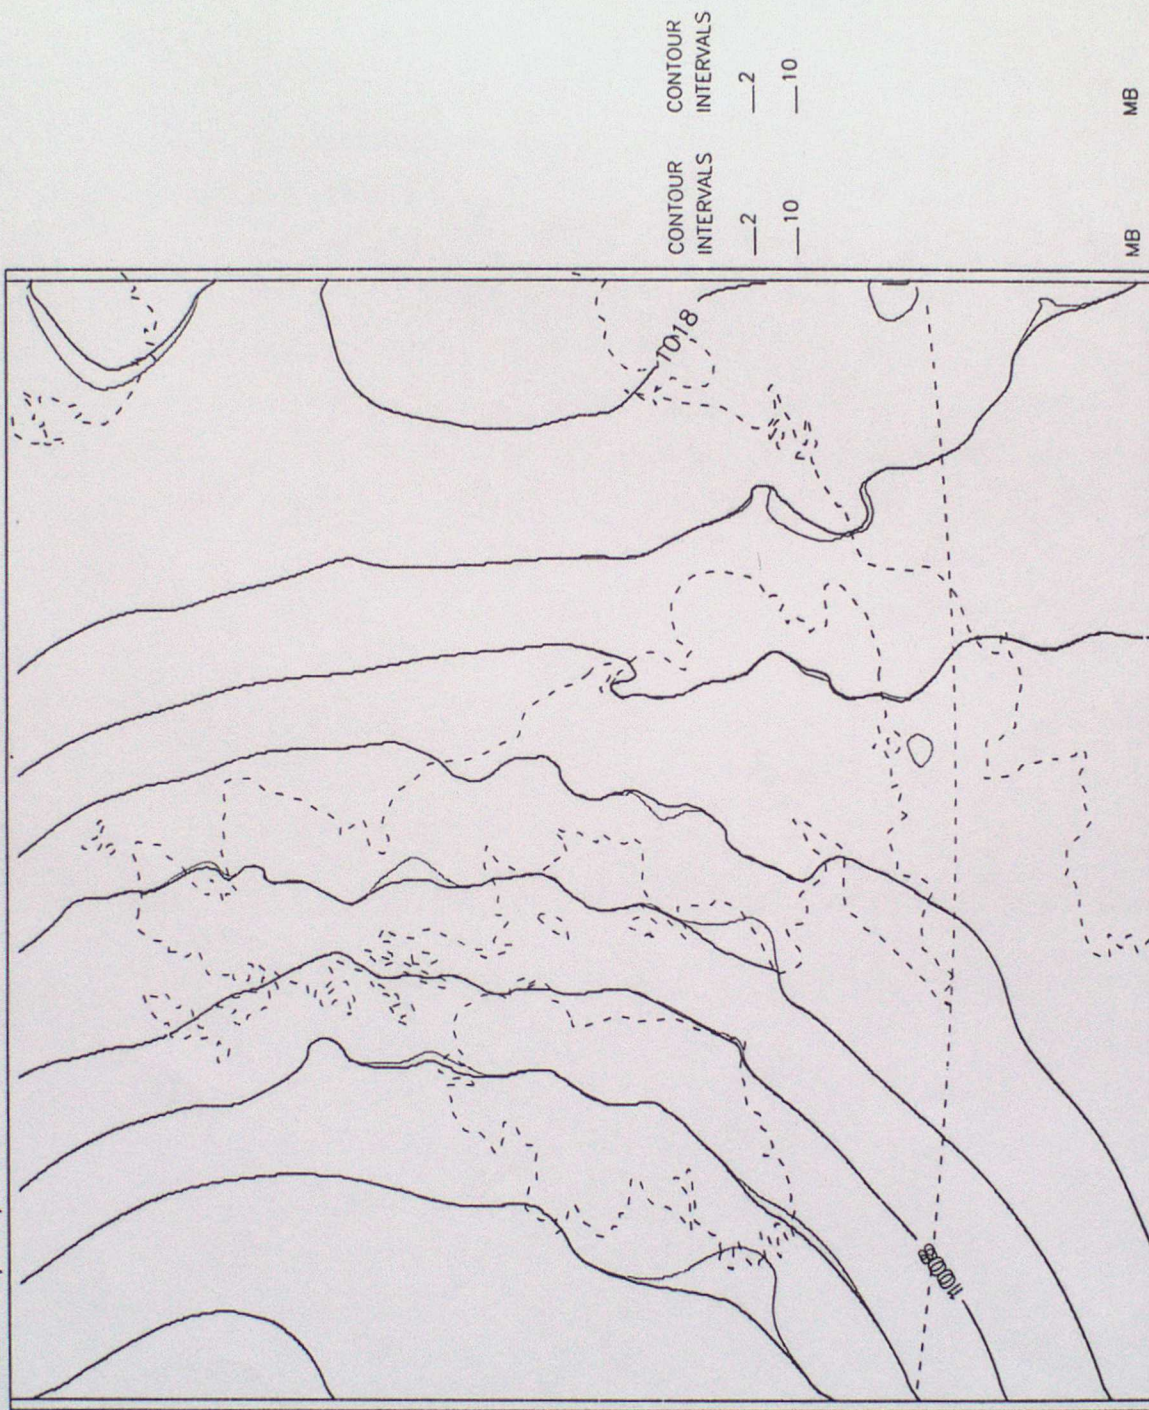 CONTOUR
INTERVALS
—2
—10
MB
CONTOUR
INTERVALS
—2
—10
MB
1018
1008